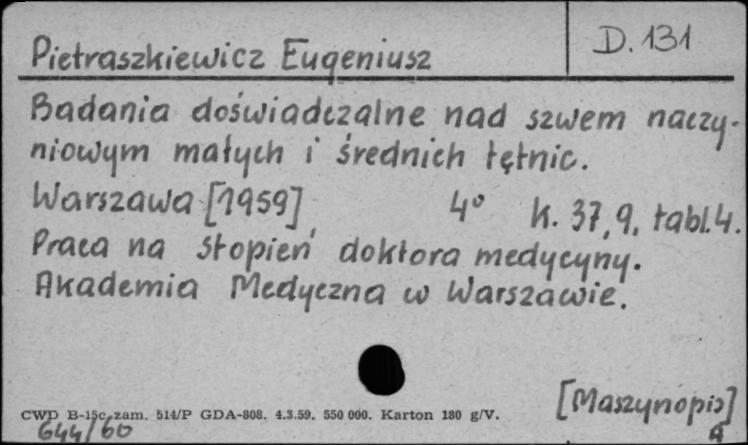 Pietraszkiewicz Eugeniusz
D. 131
Badania doświadczalne nad szwem naczy-
niowym małych i średnich tętnic.
Warszawa [1959], 4° k. 37, 9, tabl. 4.
Praca na stopień doktora medycyny.
Akademia Medyczna w Warszawie.
[Maszynopis]
CWD B-15c, zam. 514/P GDA-808. 4.3.59. 550 000. Karton 180 g/V.
644/60
A